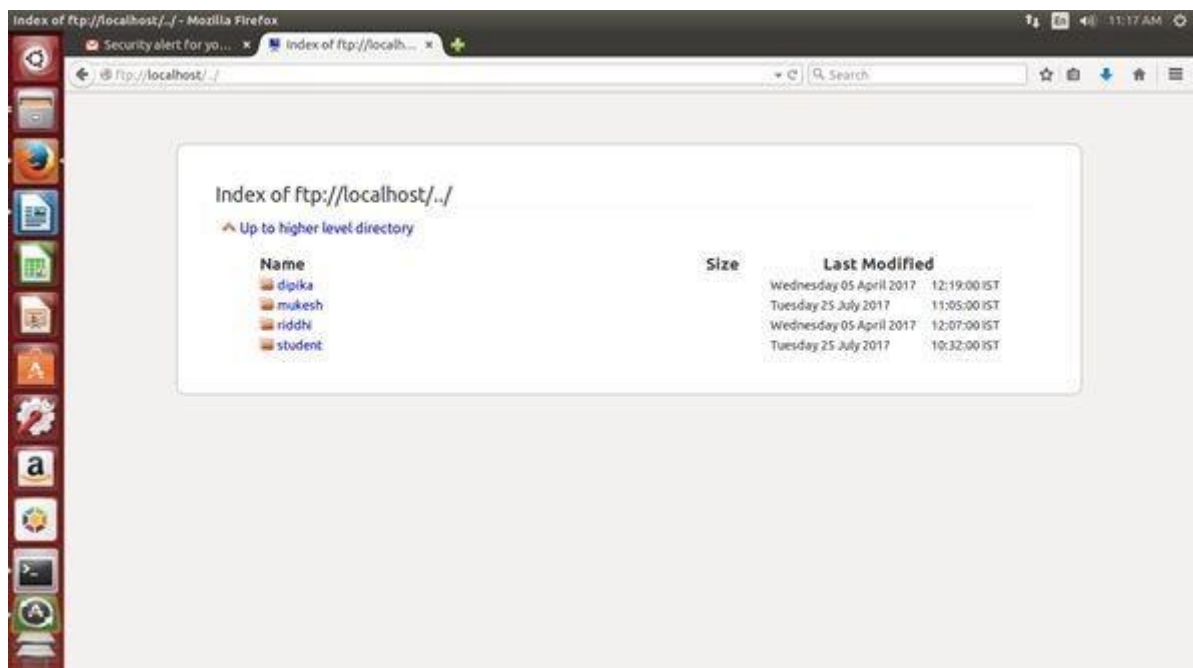 Index of ftp://localhost/../ - Mozilla Firefox
En
11:17 AM
Security alert for yo... ×
Index of ftp://localh... ×
ftp://localhost/../
Search
Index of ftp://localhost/../
Up to higher level directory
Name Size Last Modified
dipika Wednesday 05 April 2017 12:19:00 IST
mukesh Tuesday 25 July 2017 11:05:00 IST
riddhi Wednesday 05 April 2017 12:07:00 IST
student Tuesday 25 July 2017 10:32:00 IST
A
a
>_
A